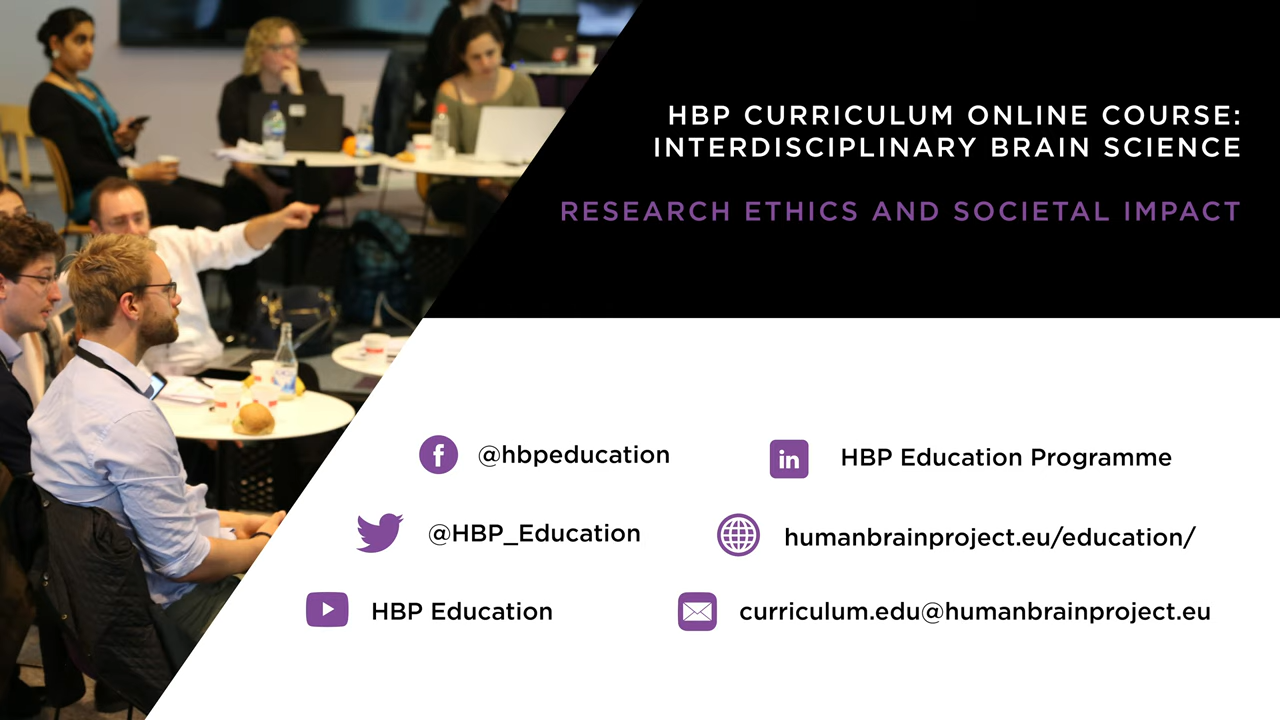 HBP CURRICULUM ONLINE COURSE:
INTERDISCIPLINARY BRAIN SCIENCE
RESEARCH ETHICS AND SOCIETAL IMPACT
@hbpeducation
HBP Education Programme
@HBP_Education
humanbrainproject.eu/education/
HBP Education
curriculum.edu@humanbrainproject.eu